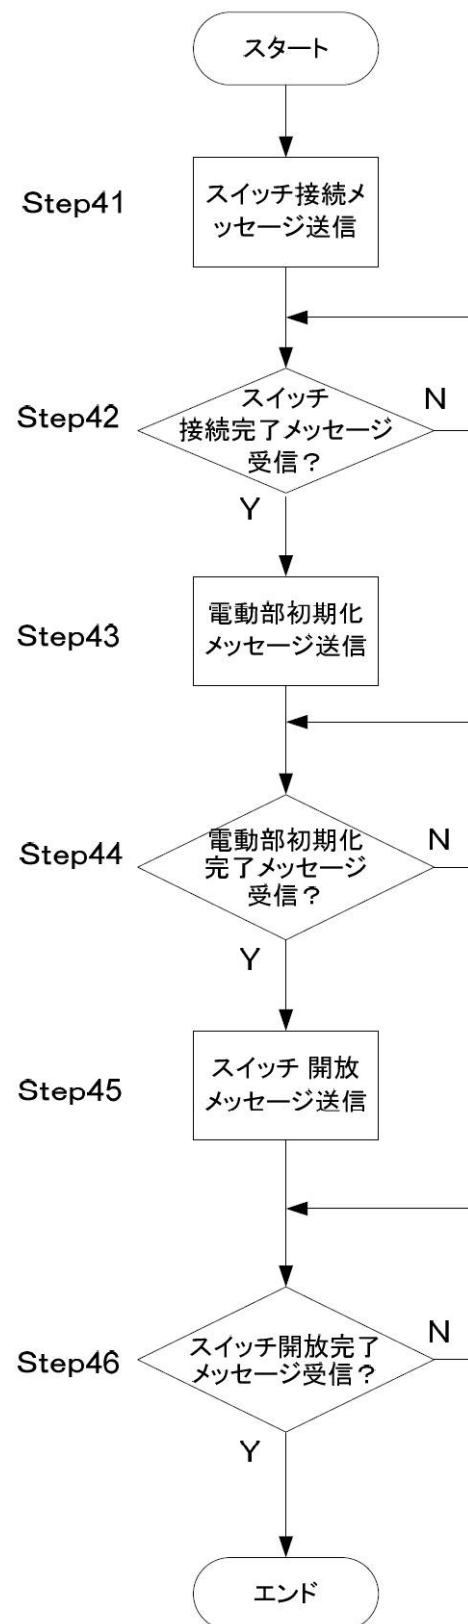 スタート
Step41
スイッチ接続メ
ッセージ送信
Step42
スイッチ
接続完了メッセージ
受信？
N
Y
Step43
電動部初期化
メッセージ送信
Step44
電動部初期化
完了メッセージ
受信？
N
Y
Step45
スイッチ 開放
メッセージ送信
Step46
スイッチ開放完了
メッセージ受信？
N
Y
エンド